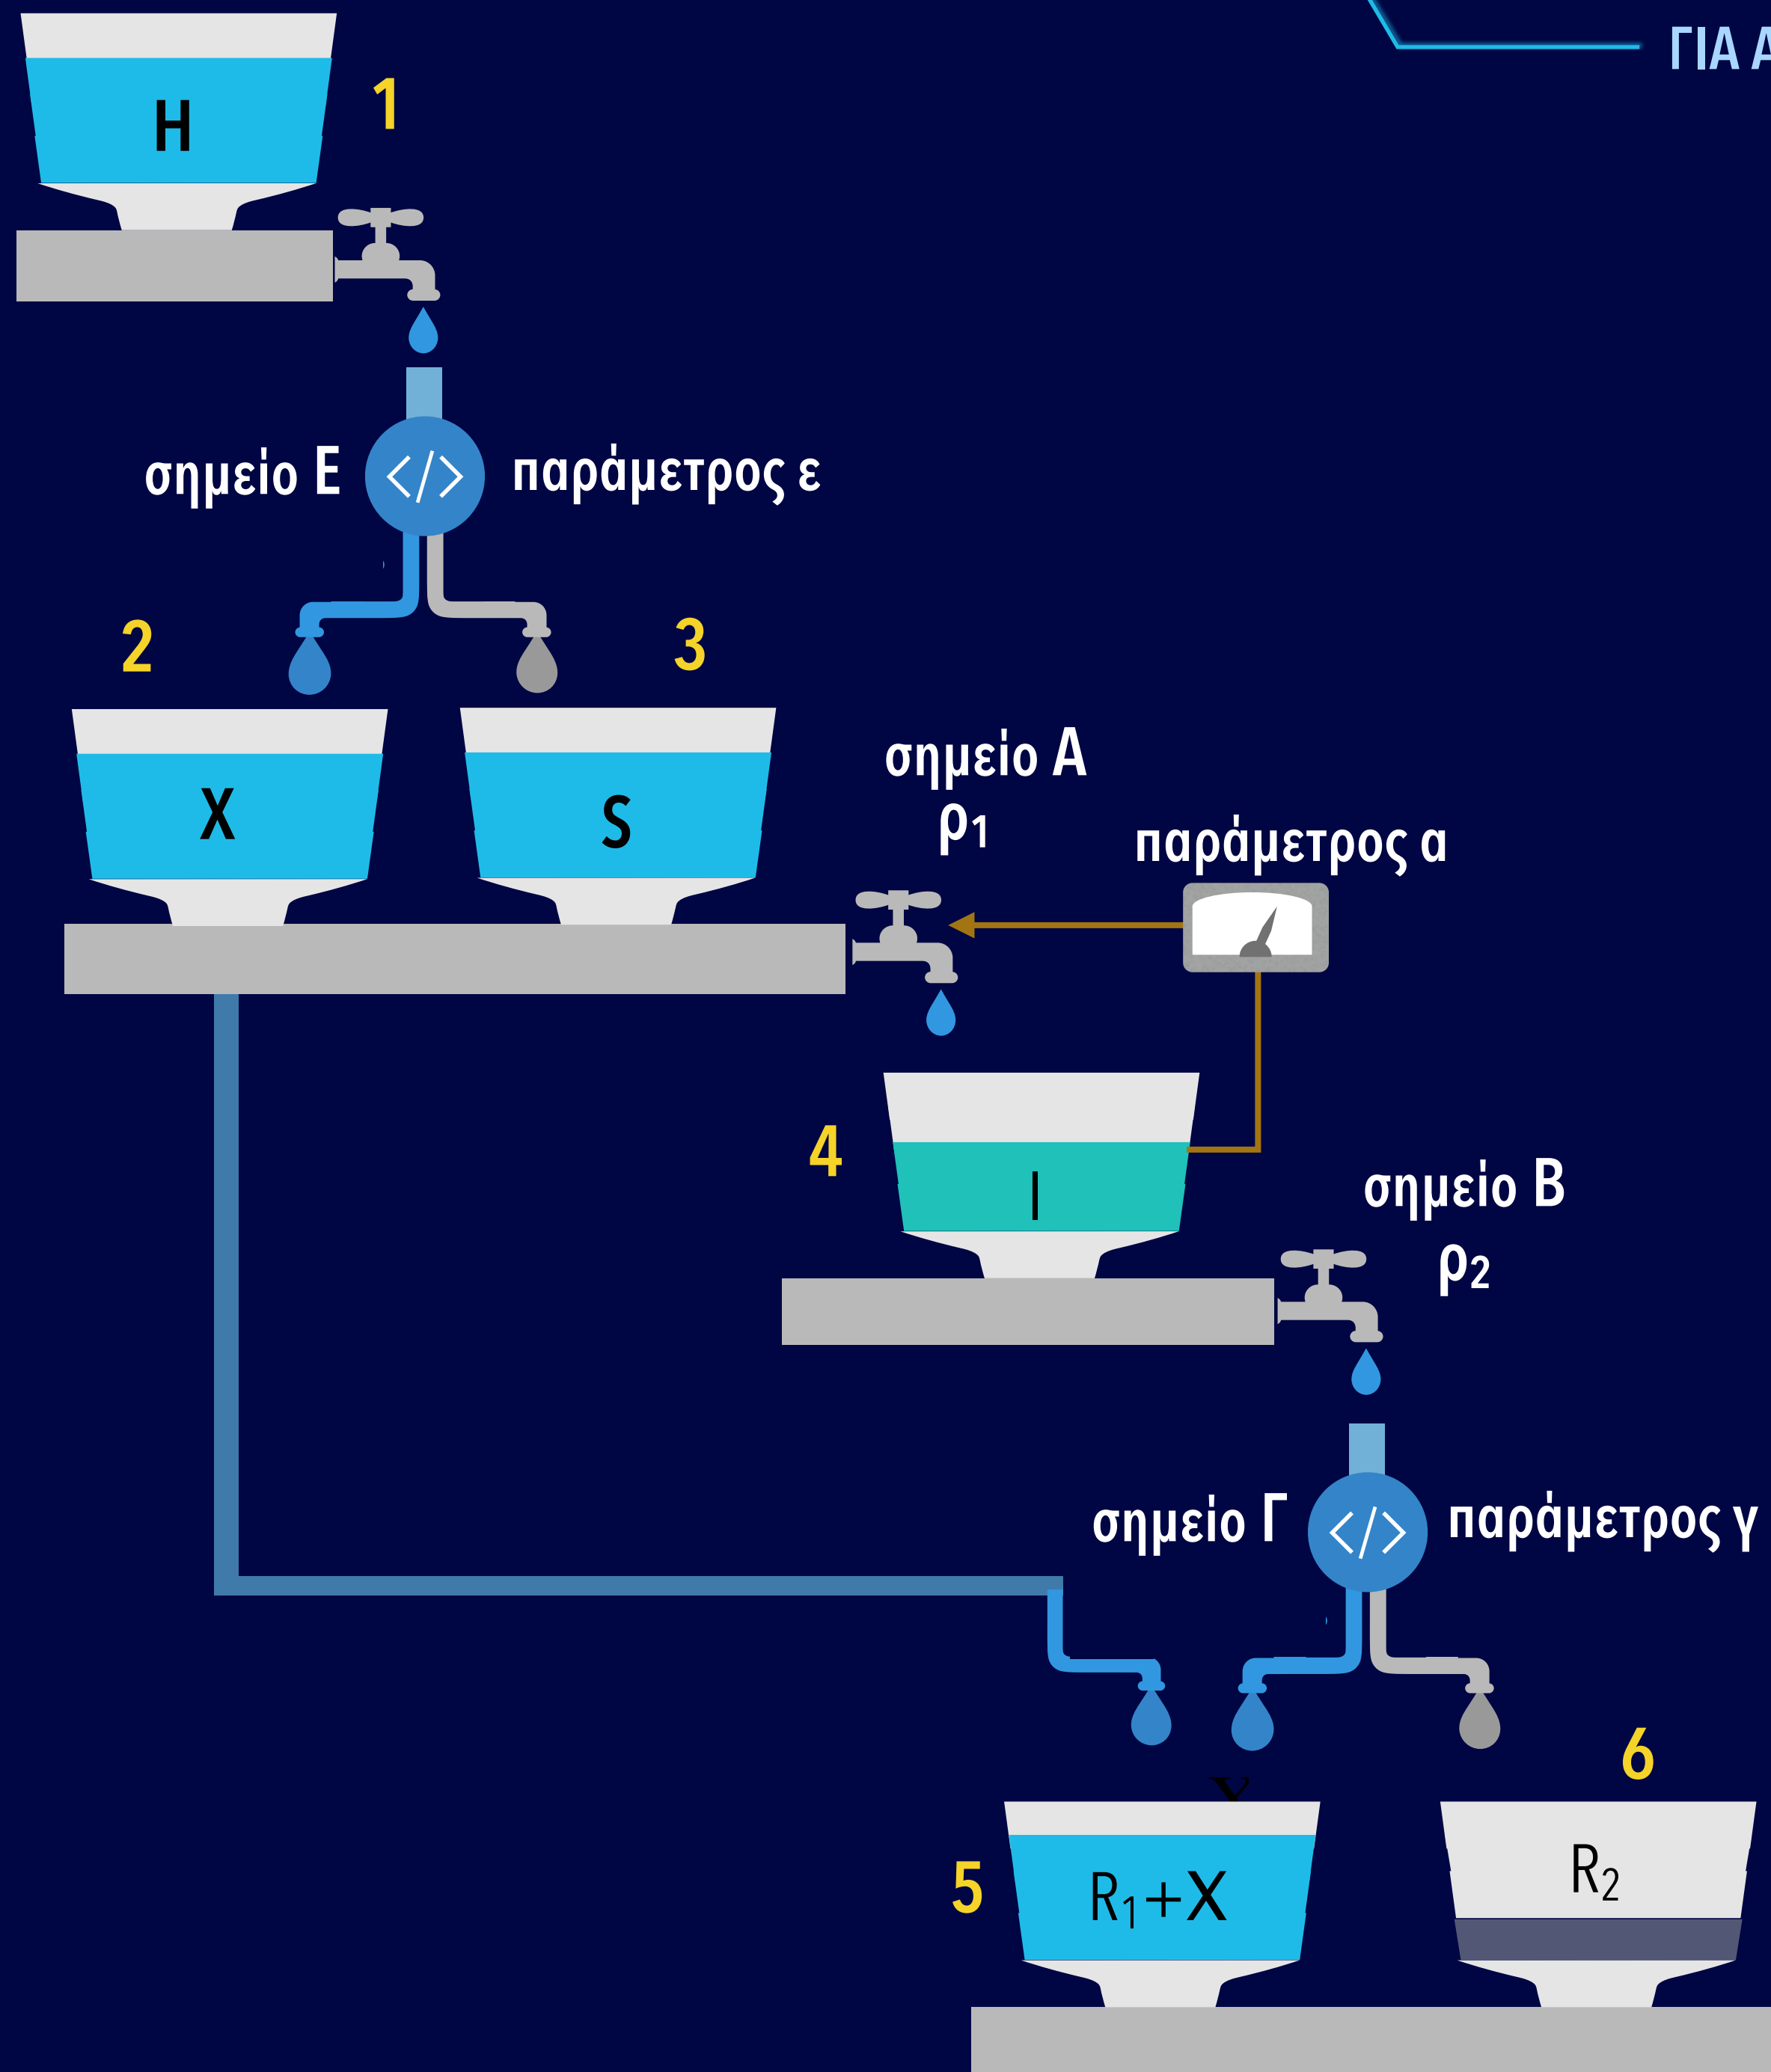 ΓΙΑ Α
H
1
σημείο Ε
παράμετρος ε
2
3
X
S
σημείο Α
ρ1
παράμετρος α
4
I
σημείο Β
ρ2
σημείο Γ
παράμετρος γ
6
5
R1+X
R2